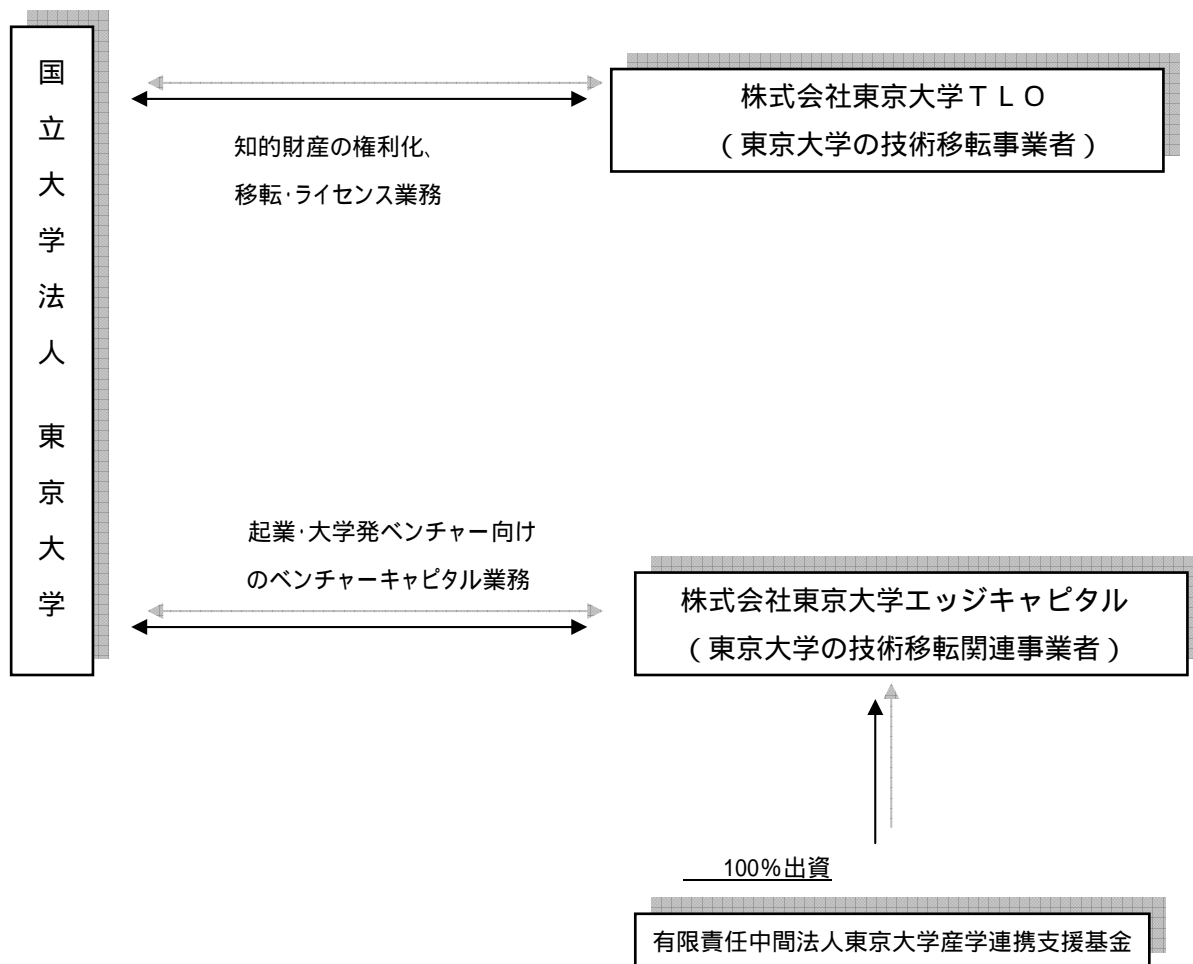 国立大学法人 東京大学
株式会社東京大学ＴＬＯ
（東京大学の技術移転事業者）
知的財産の権利化、
移転･ライセンス業務
起業･大学発ベンチャー向け
のベンチャーキャピタル業務
株式会社東京大学エッジキャピタル
（東京大学の技術移転関連事業者）
100％出資
有限責任中間法人東京大学産学連携支援基金